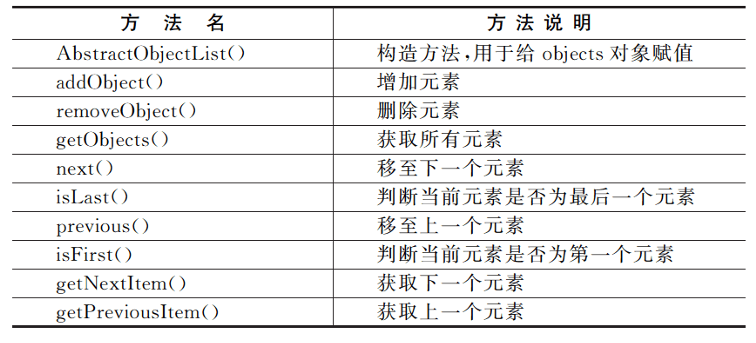 方 法 名 方 法 说 明
AbstractObjectList() 构造方法,用于给 objects 对象赋值
addObject() 增加元素
removeObject() 删除元素
getObjects() 获取所有元素
next() 移至下一个元素
isLast() 判断当前元素是否为最后一个元素
previous() 移至上一个元素
isFirst() 判断当前元素是否为第一个元素
getNextItem() 获取下一个元素
getPreviousItem() 获取上一个元素